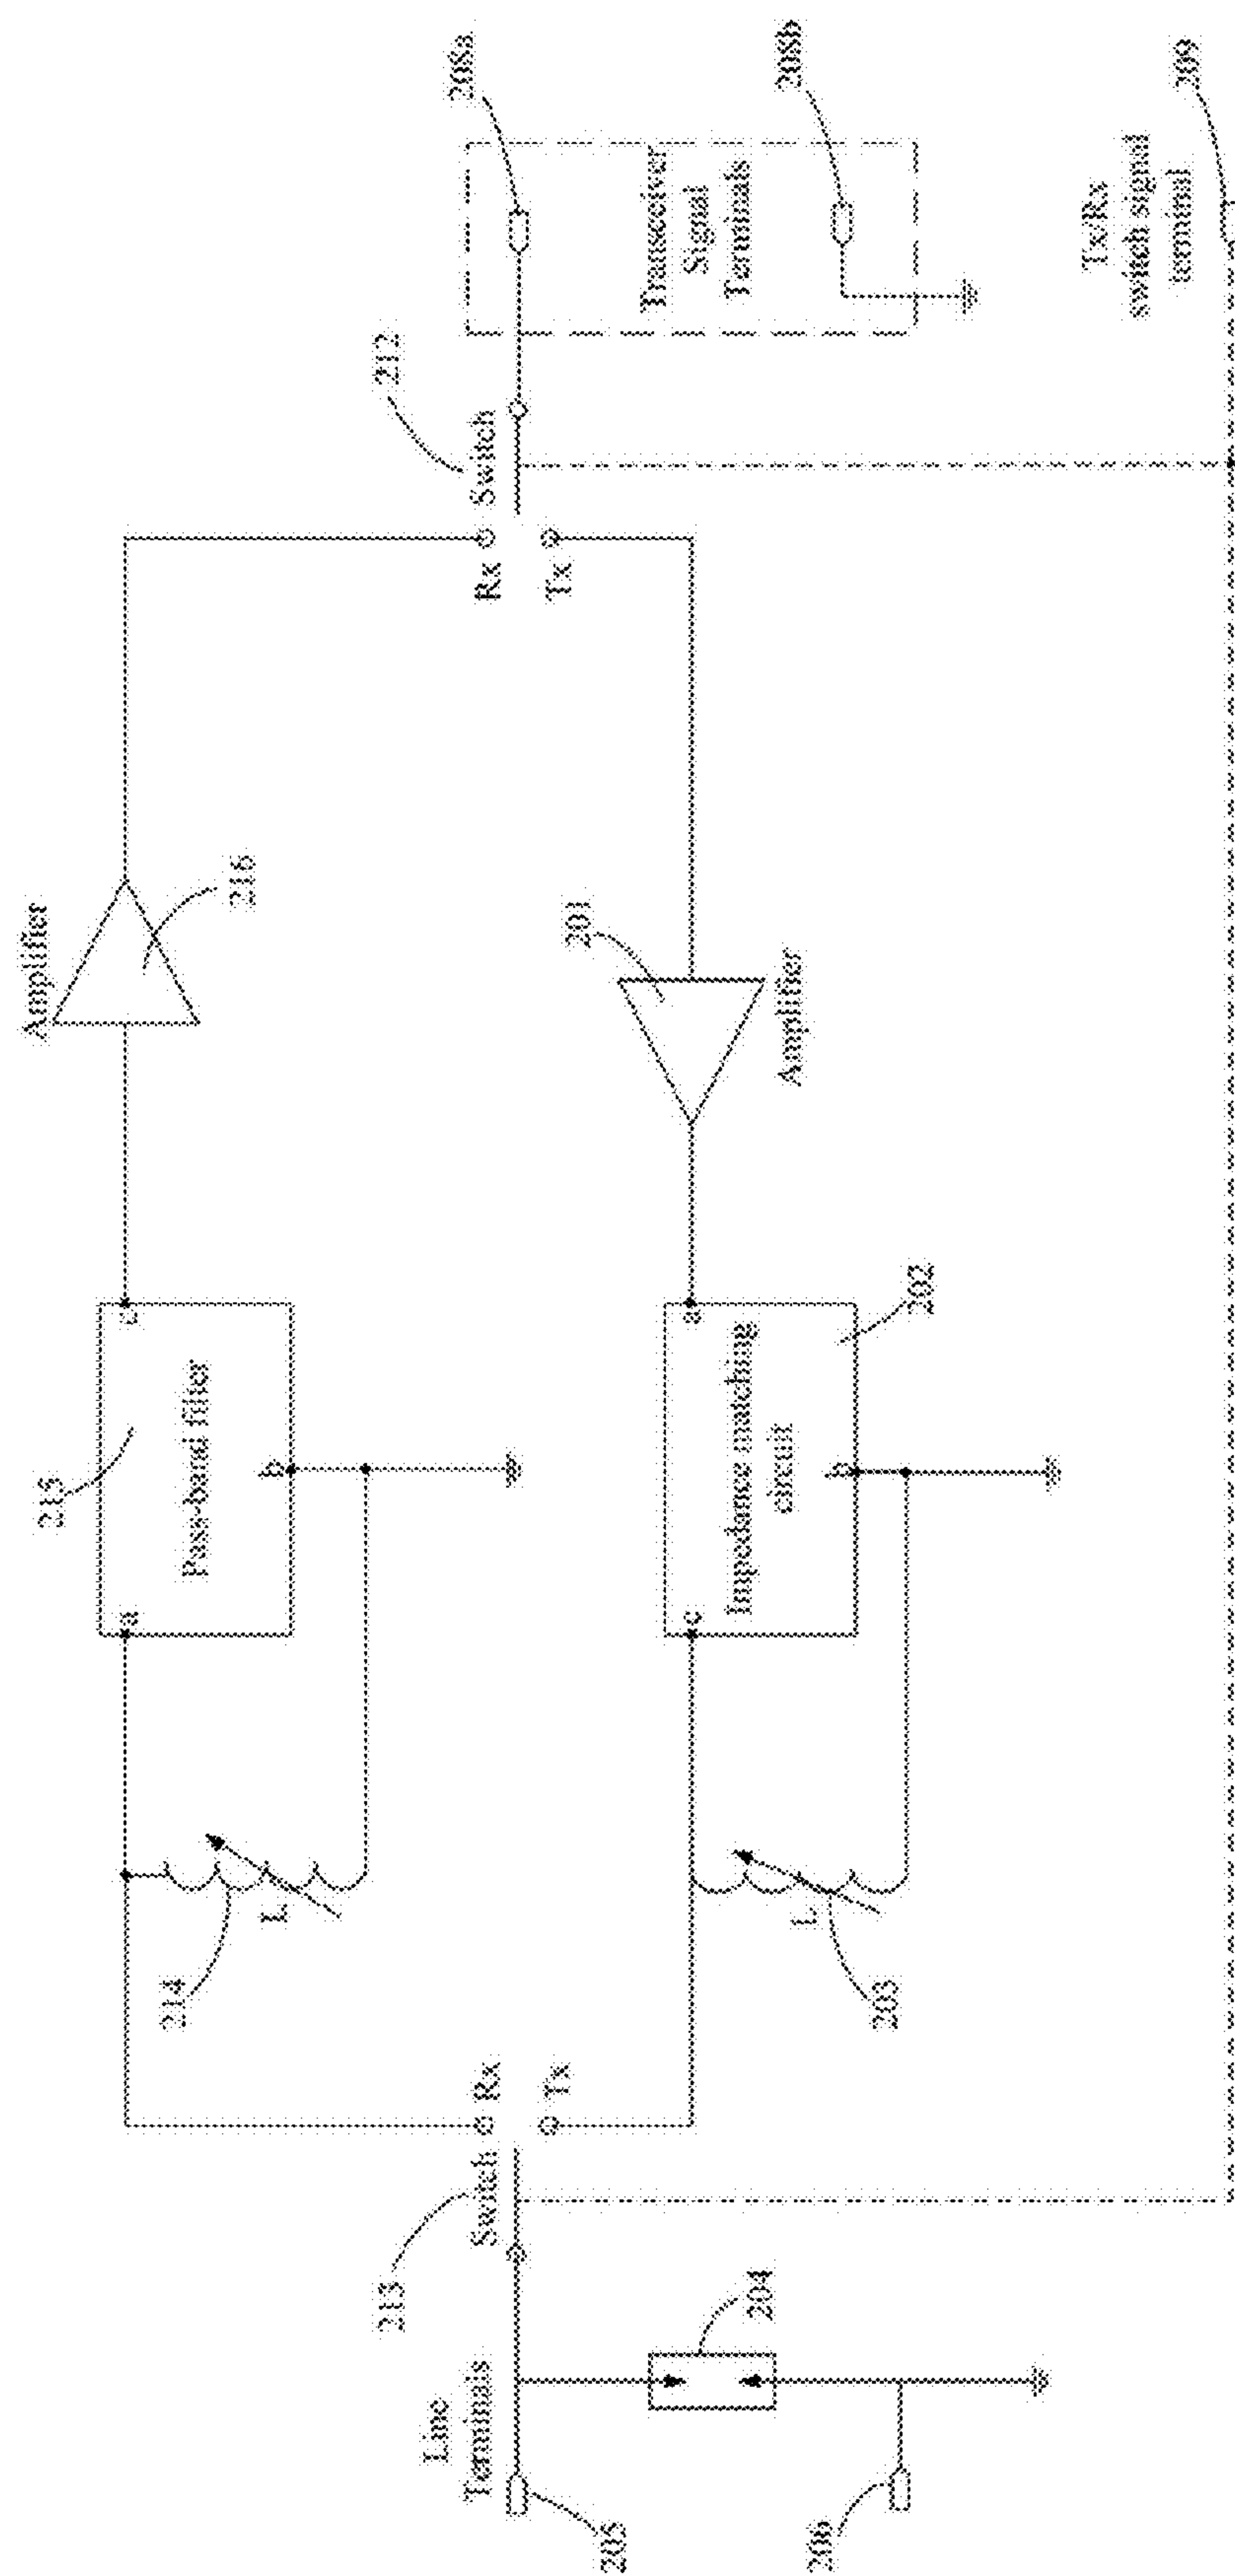 Line
Terminals
205
206
204
213
Switch
Rx
Tx
214
L
203
L
215
a
Pass-band filter
b
c
c
Impedance matching
circuit
b
a
202
Amplifier
216
201
Amplifier
Rx
Tx
Switch
212
208a
Transceiver
Signal
Terminals
208b
Tx/Rx
switch signal
terminal
209